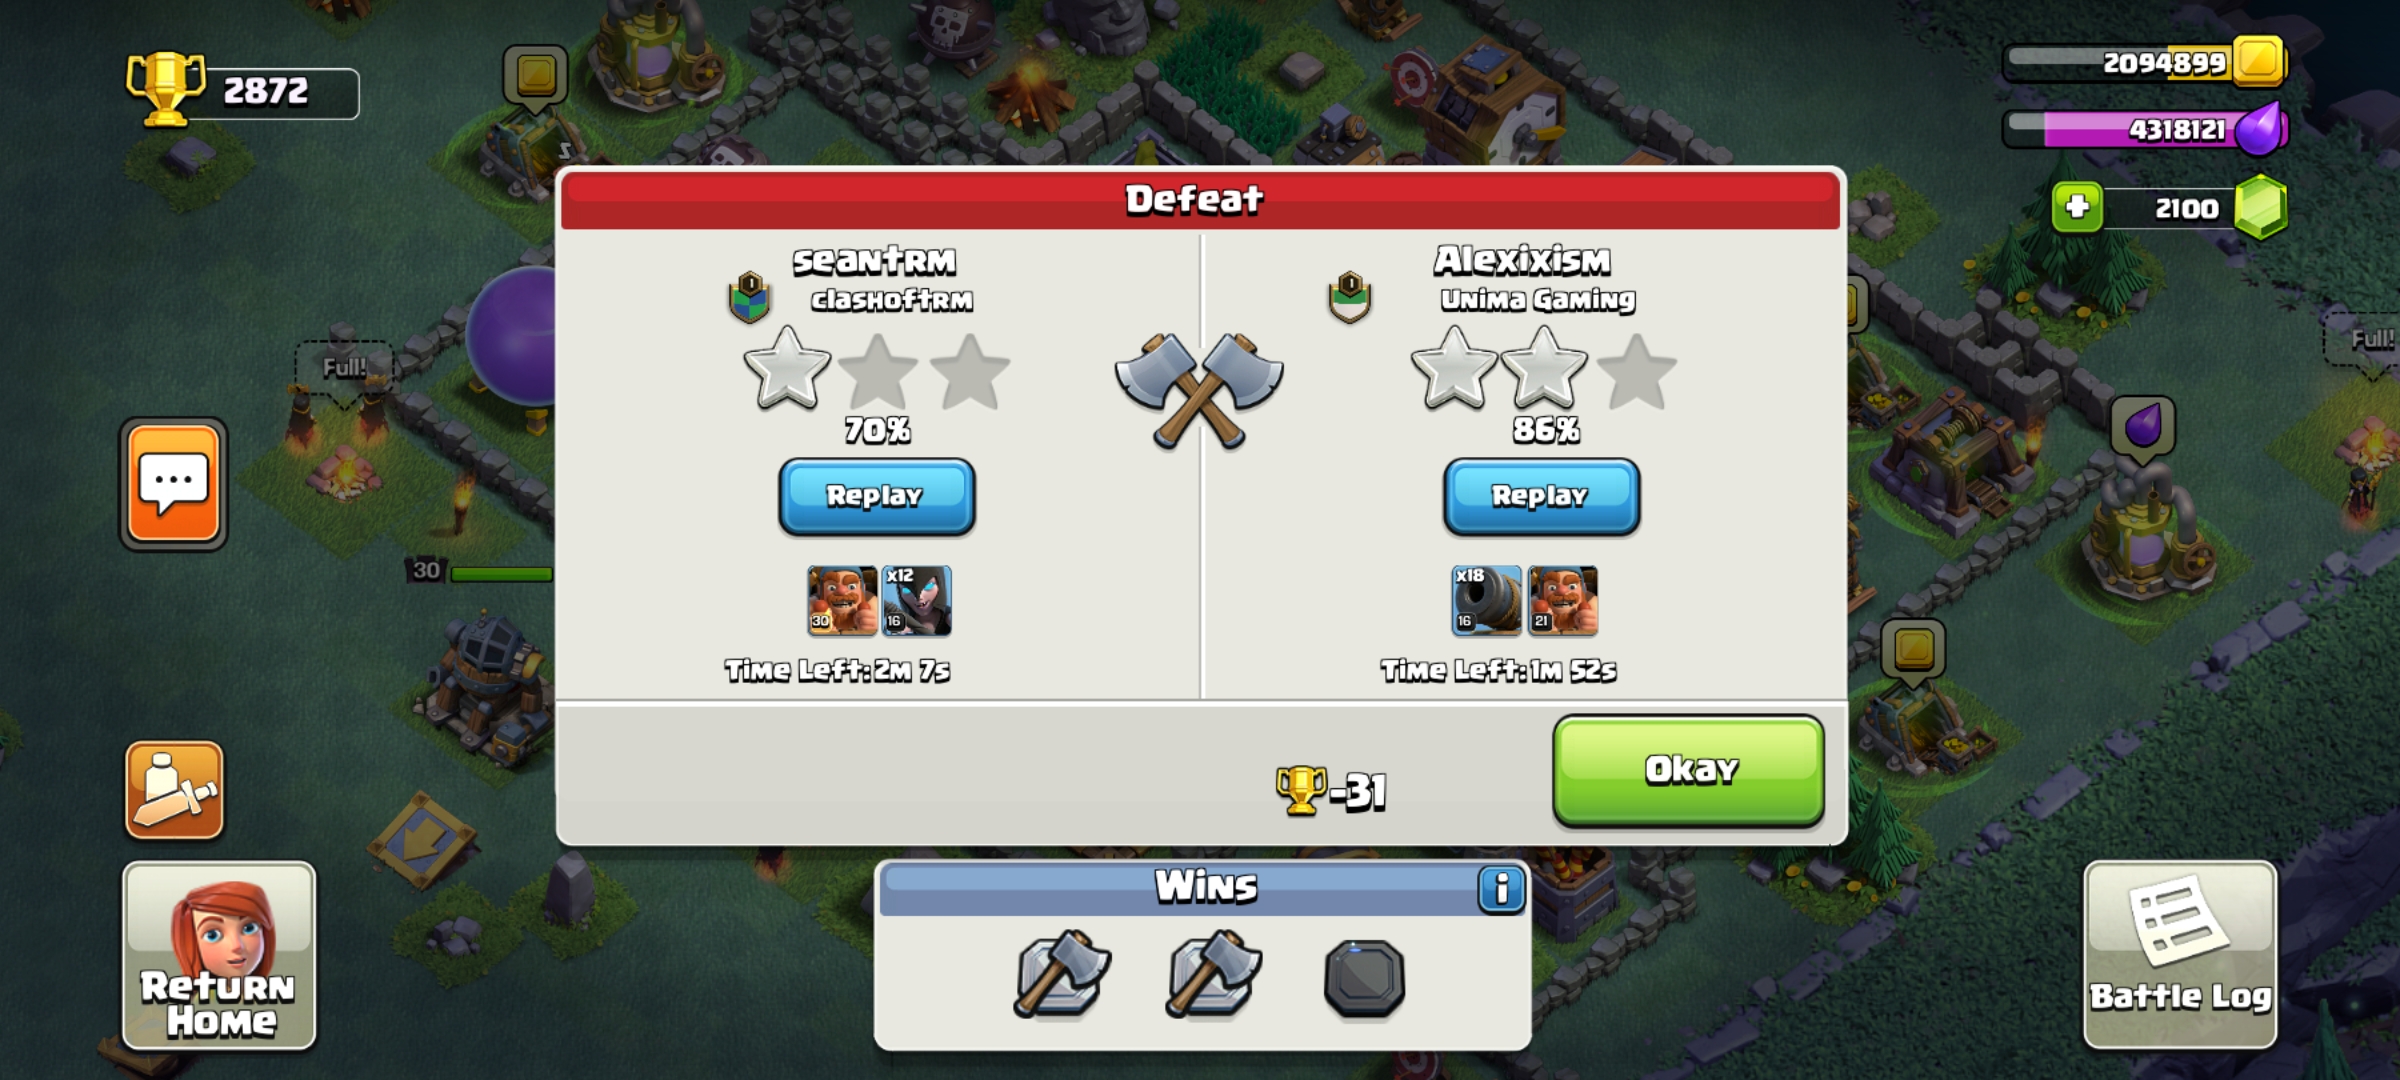 2872
2094899
4318121
2100
Defeat
seantrm
clashoftrm
1
70%
Replay
30
x12
16
Time Left:2m 7s
Alexixism
Unima Gaming
1
86%
Replay
x18
16
21
Time Left:1m 52s
Full!
Full!
30
-31
Okay
Wins
i
Return
Home
Battle Log